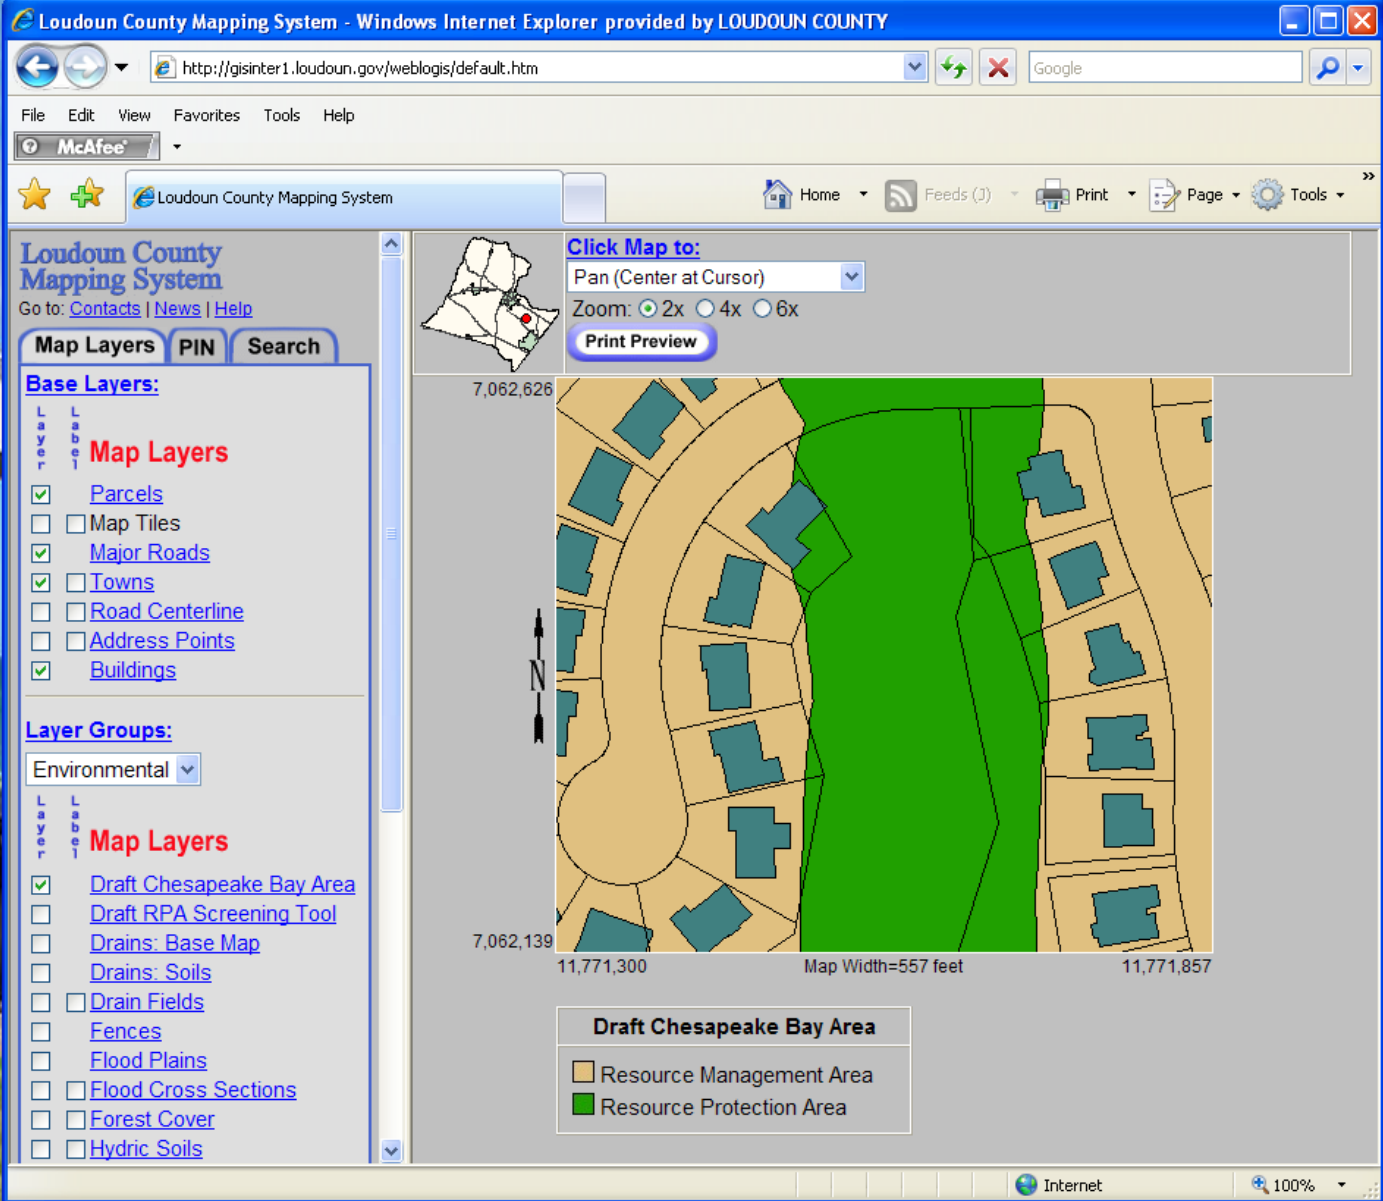 Loudoun County Mapping System - Windows Internet Explorer provided by LOUDOUN COUNTY
http://gisinter1.loudoun.gov/weblogis/default.htm
Google
File Edit View Favorites Tools Help
McAfee
Loudoun County Mapping System
Home
Feeds (J)
Print
Page
Tools
Loudoun County
Mapping System
Go to: Contacts | News | Help
Map Layers PIN Search
Base Layers:
Layer
Label
Map Layers
Parcels
Map Tiles
Major Roads
Towns
Road Centerline
Address Points
Buildings
Layer Groups:
Environmental
Layer
Label
Map Layers
Draft Chesapeake Bay Area
Draft RPA Screening Tool
Drains: Base Map
Drains: Soils
Drain Fields
Fences
Flood Plains
Flood Cross Sections
Forest Cover
Hydric Soils
Click Map to:
Pan (Center at Cursor)
Zoom: 2x 4x 6x
Print Preview
7,062,626
N
7,062,139
11,771,300 Map Width=557 feet 11,771,857
Draft Chesapeake Bay Area
Resource Management Area
Resource Protection Area
Internet
100%